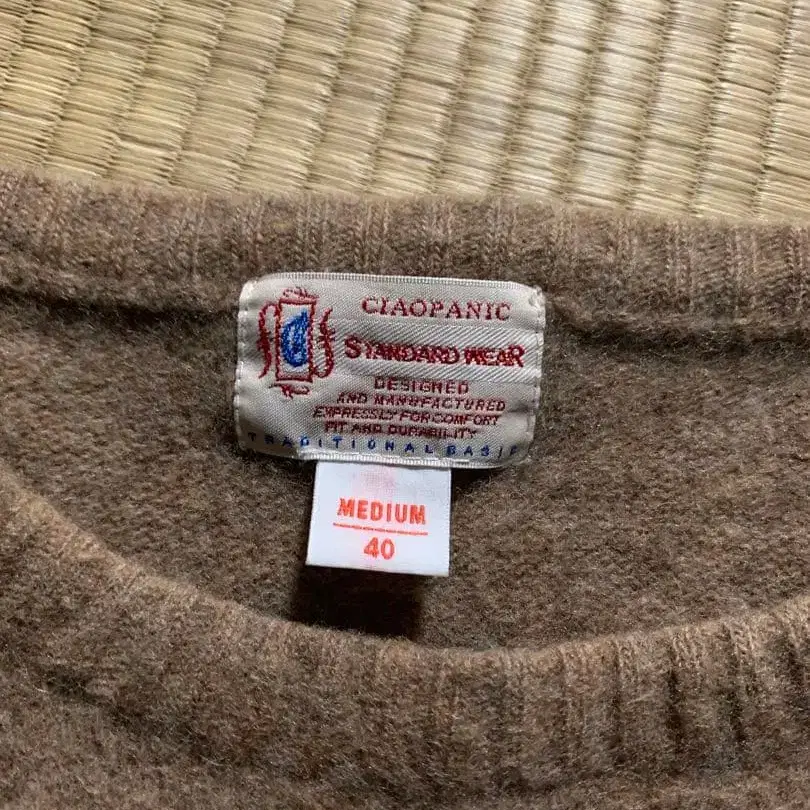 CIAOPANIC
STANDARD WEAR
DESIGNED
AND MANUFACTURED
EXPRESSLY FOR COMFORT
FIT AND DURABILITY
TRADITIONAL BASIC
MEDIUM
40